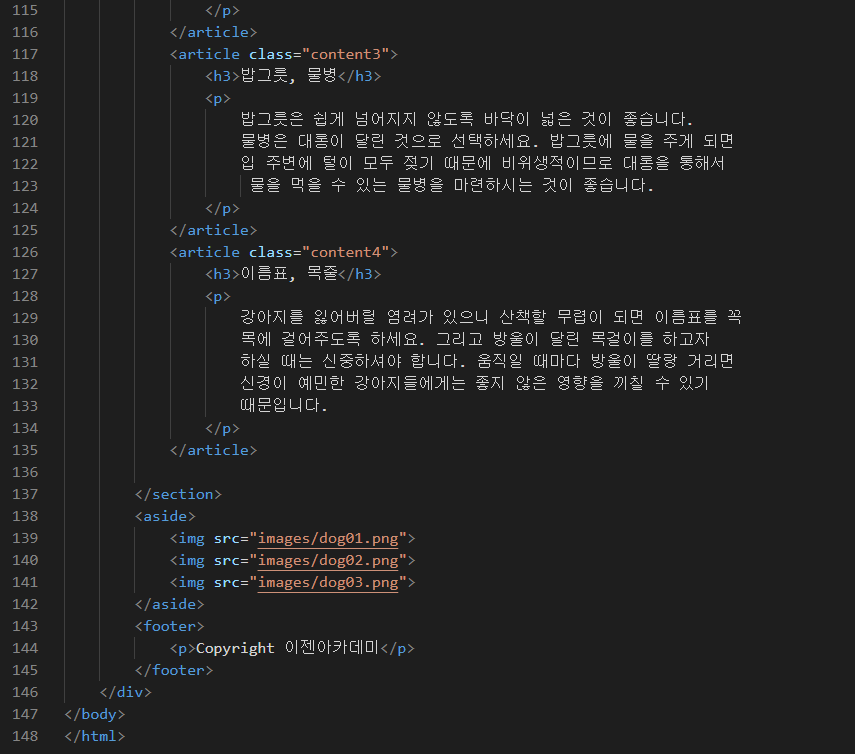 115 </p>
116 </article>
117 <article class="content3">
118 <h3>밥그릇, 물병</h3>
119 <p>
120 밥그릇은 쉽게 넘어지지 않도록 바닥이 넓은 것이 좋습니다.
121 물병은 대롱이 달린 것으로 선택하세요. 밥그릇에 물을 주게 되면
122 입 주변에 털이 모두 젖기 때문에 비위생적이므로 대롱을 통해서
123 물을 먹을 수 있는 물병을 마련하시는 것이 좋습니다.
124 </p>
125 </article>
126 <article class="content4">
127 <h3>이름표, 목줄</h3>
128 <p>
129 강아지를 잃어버릴 염려가 있으니 산책할 무렵이 되면 이름표를 꼭
130 목에 걸어주도록 하세요. 그리고 방울이 달린 목걸이를 하고자
131 하실 때는 신중하셔야 합니다. 움직일 때마다 방울이 딸랑 거리면
132 신경이 예민한 강아지들에게는 좋지 않은 영향을 끼칠 수 있기
133 때문입니다.
134 </p>
135 </article>
136
137 </section>
138 <aside>
139 <img src="images/dog01.png">
140 <img src="images/dog02.png">
141 <img src="images/dog03.png">
142 </aside>
143 <footer>
144 <p>Copyright 이젠아카데미</p>
145 </footer>
146 </div>
147 </body>
148 </html>